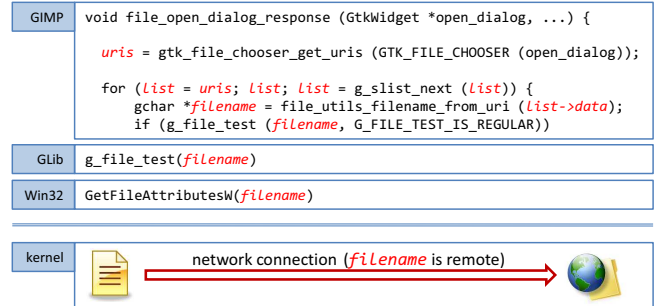 GIMP void file_open_dialog_response (GtkWidget *open_dialog, ...) {
uris = gtk_file_chooser_get_uris (GTK_FILE_CHOOSER (open_dialog));
for (list = uris; list; list = g_slist_next (list)) {
gchar *filename = file_utils_filename_from_uri (list->data);
if (g_file_test (filename, G_FILE_TEST_IS_REGULAR))
GLib g_file_test(filename)
Win32 GetFileAttributesW(filename)
kernel network connection (filename is remote)